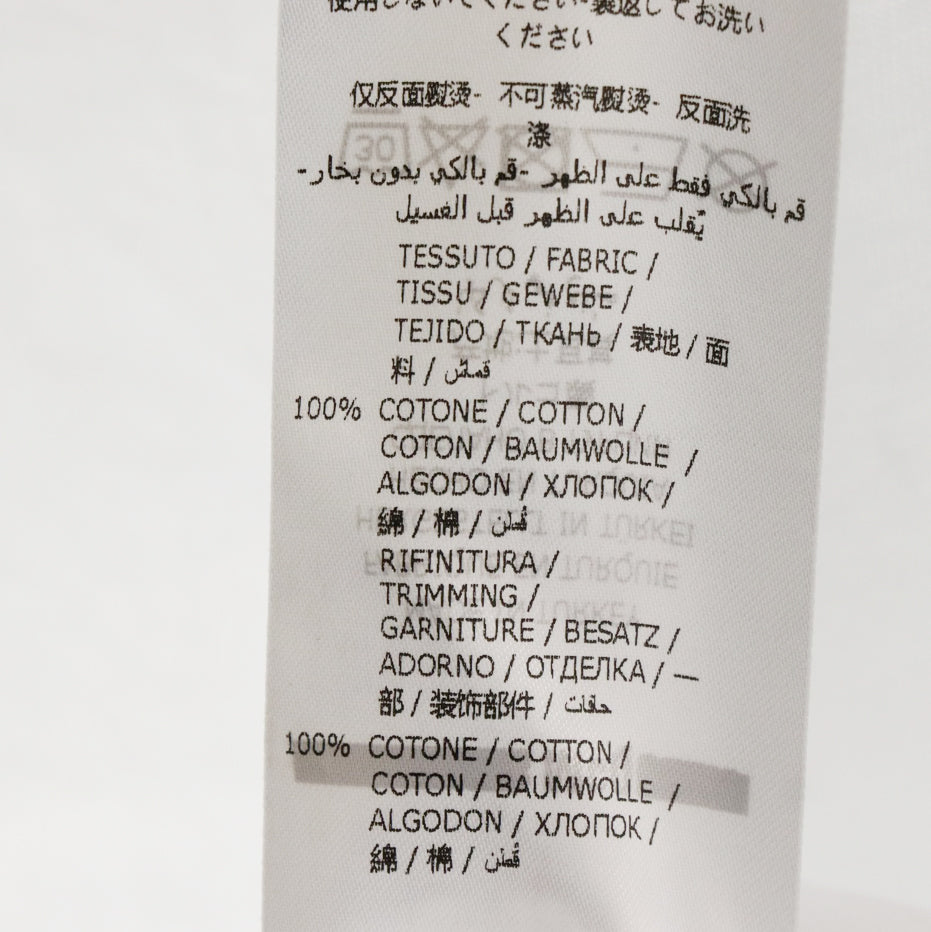 使用しないでください-裏返してお洗い
ください
仅反面熨烫- 不可蒸汽熨烫- 反面洗
涤
قم بالكي فقط على الظهر -قم بالكي بدون بخار-
يُقلب على الظهر قبل الغسيل
TESSUTO / FABRIC /
TISSU / GEWEBE /
TEJIDO / ТКАНЬ / 表地 / 面
料 / قماش
100% COTONE / COTTON /
COTON / BAUMWOLLE /
ALGODON / ХЛОПОК /
綿 / 棉 / قطن
RIFINITURA /
TRIMMING /
GARNITURE / BESATZ /
ADORNO / ОТДЕЛКА / 一
部 / 装饰部件 / حافات
100% COTONE / COTTON /
COTON / BAUMWOLLE /
ALGODON / ХЛОПОК /
綿 / 棉 / قطن